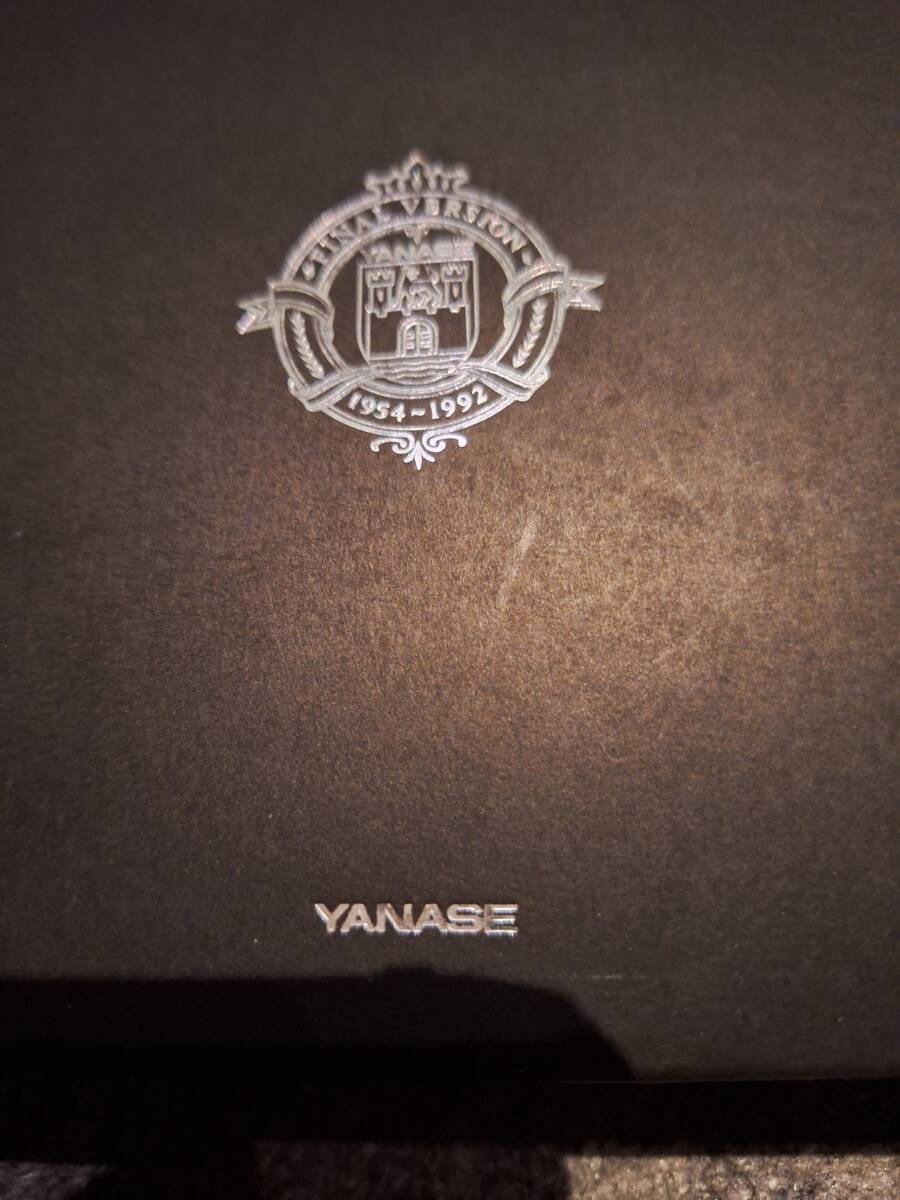 FINAL VERSION
YANASE
1954~1992
YANASE